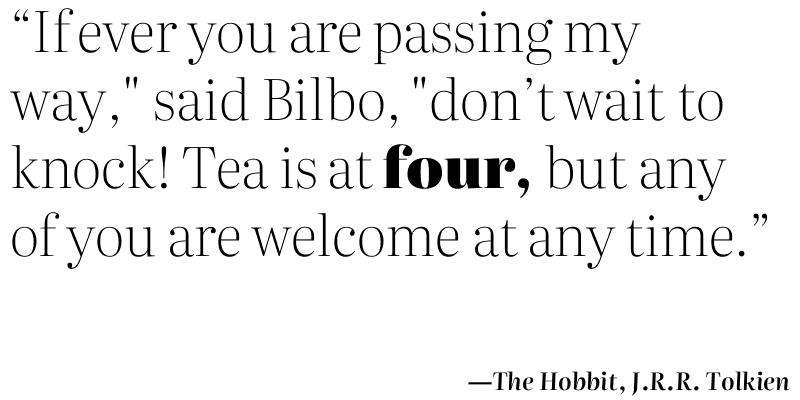 “If ever you are passing my
way," said Bilbo, "don’t wait to
knock! Tea is at four, but any
of you are welcome at any time.”
—The Hobbit, J.R.R. Tolkien